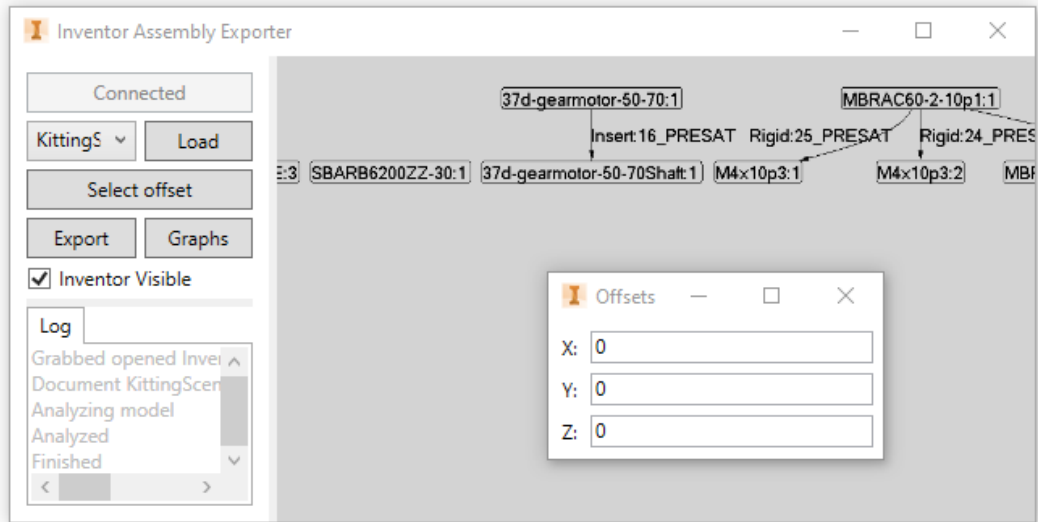 Inventor Assembly Exporter
Connected
KittingS
Load
Select offset
Export
Graphs
Inventor Visible
Log
Grabbed opened Inver
Document KittingScen
Analyzing model
Analyzed
Finished
37d-gearmotor-50-70:1
MBRAC60-2-10p1:1
Insert:16_PRESAT
Rigid:25_PRESAT
Rigid:24_PRES
E:3
SBARB6200ZZ-30:1
37d-gearmotor-50-70Shaft:1
M4x10p3:1
M4x10p3:2
MBF
Offsets
X: 0
Y: 0
Z: 0